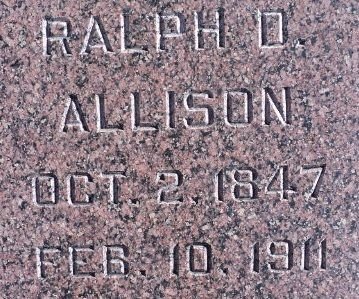 RALPH D.
ALLISON
OCT. 2. 1847
FEB. 10. 1911